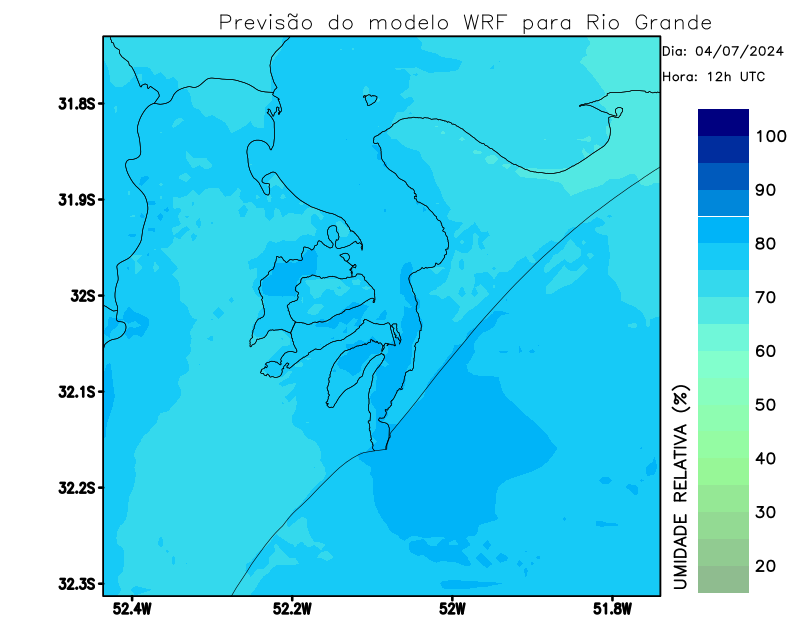 Previsão do modelo WRF para Rio Grande
Dia: 04/07/2024
Hora: 12h UTC
31.8S
31.9S
32S
32.1S
32.2S
32.3S
52.4W
52.2W
52W
51.8W
100
90
80
70
60
50
40
30
20
UMIDADE RELATIVA (%)